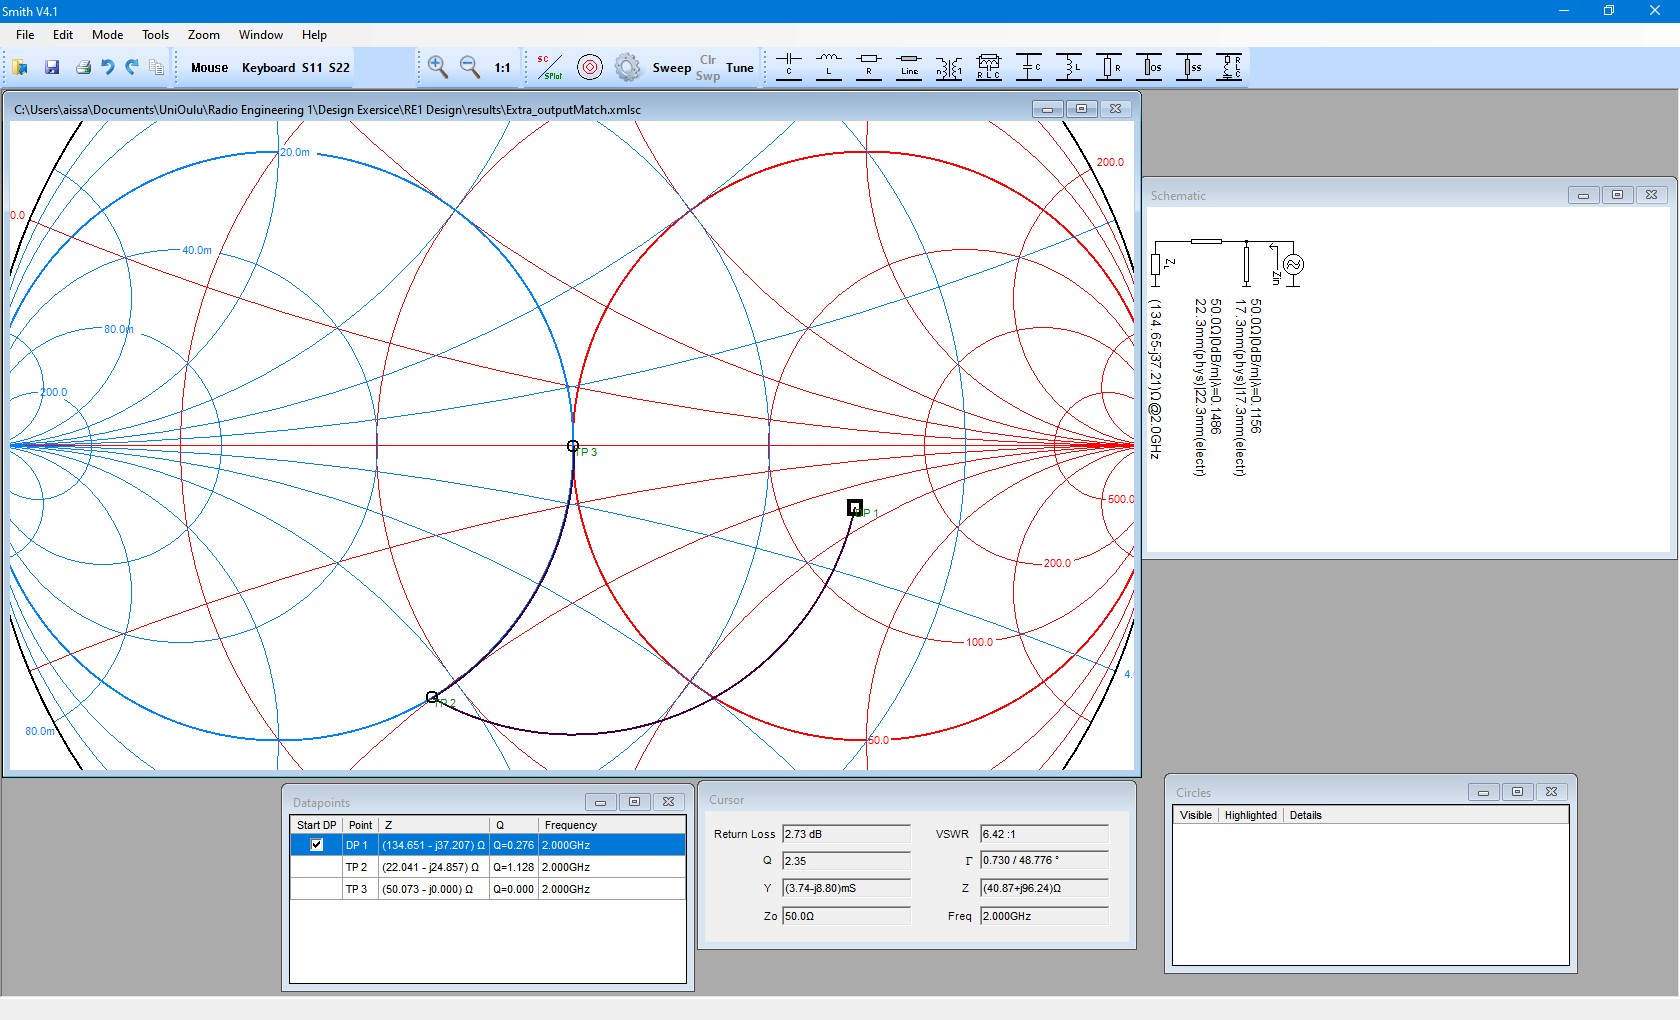 Smith V4.1
File Edit Mode Tools Zoom Window Help
Mouse Keyboard S11 S22 1:1 SC SPlot Sweep Clr Swp Tune C L R Line n 1 RLC C L R OS SS RLC
C:\Users\aissa\Documents\UniOulu\Radio Engineering 1\Design Exersice\RE1 Design\results\Extra_outputMatch.xmlsc
20.0m
200.0
0.0
40.0m
80.0m
200.0
TP 3
500.0
DP 1
200.0
100.0
4.
TP 2
80.0m
50.0
Schematic
ZL
Zin
(134.65-j37.21)Ω@2.0GHz
50.0Ω|0dB/m|λ=0.1486
22.3mm(phys)|22.3mm(electr)
50.0Ω|0dB/m|λ=0.1156
17.3mm(phys)|17.3mm(electr)
Datapoints
Start DP Point Z Q Frequency
DP 1 (134.651 - j37.207) Ω Q=0.276 2.000GHz
TP 2 (22.041 - j24.857) Ω Q=1.128 2.000GHz
TP 3 (50.073 - j0.000) Ω Q=0.000 2.000GHz
Cursor
Return Loss 2.73 dB VSWR 6.42 :1
Q 2.35 Γ 0.730 / 48.776 °
Y (3.74-j8.80)mS Z (40.87+j96.24)Ω
Zo 50.0Ω Freq 2.000GHz
Circles
Visible Highlighted Details